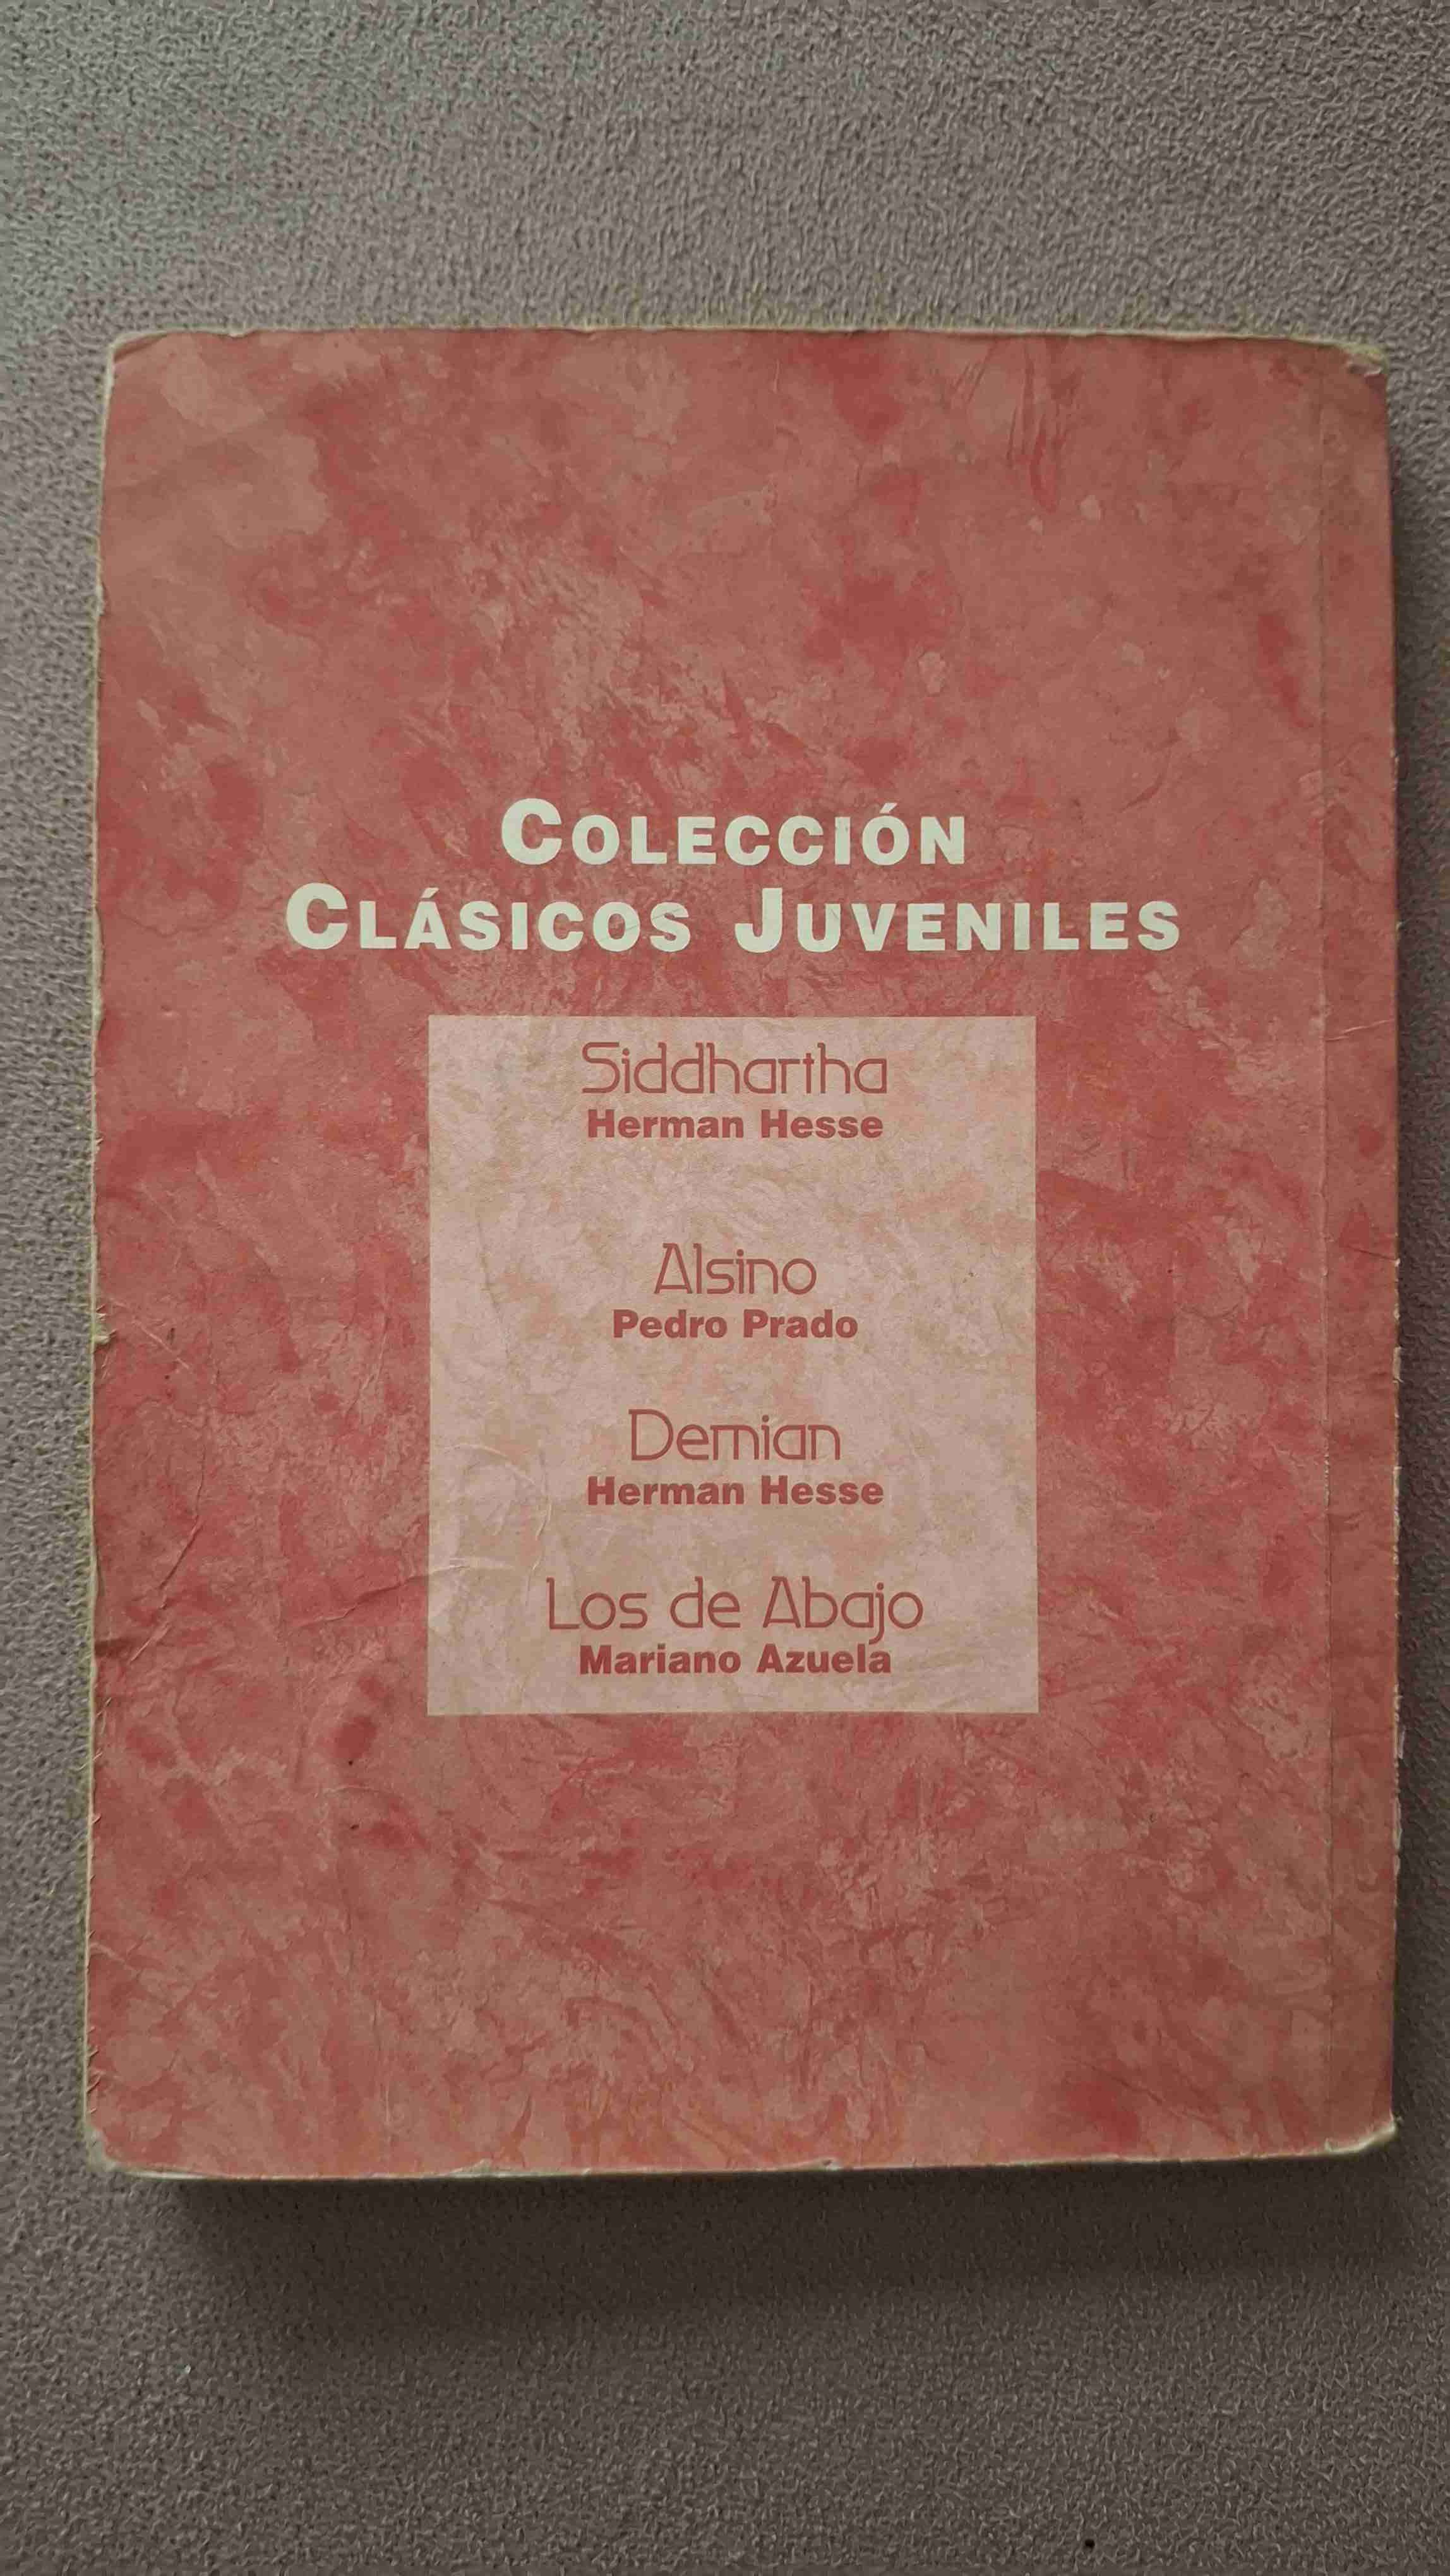 COLECCIÓN
CLÁSICOS JUVENILES
Siddhartha
Herman Hesse
Alsino
Pedro Prado
Demian
Herman Hesse
Los de Abajo
Mariano Azuela